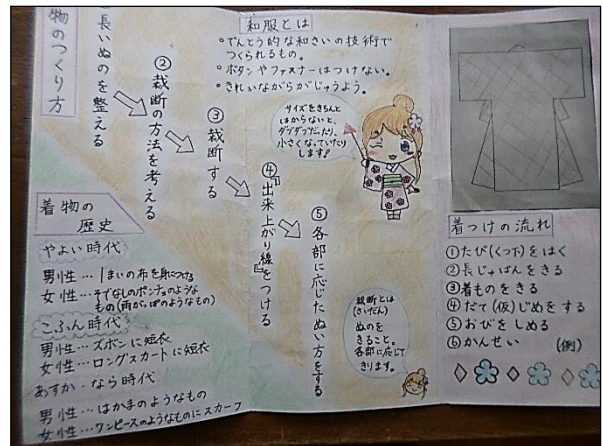 物のつくり方
長いぬのを整える
②裁断の方法を考える
③裁断する
④『出来上がり線』をつける
⑤各部に応じたぬい方をする
和服とは
◦でんとう的な和さいの技術で
つくられるもの。
◦ボタンやファスナーはつけない。
◦きれいながらがじゅうよう。
サイズをきちんと
はからないと、
ダブダブだったり、
小さくなっていたり
します!
裁断とは
(さいだん)
ぬのを
きること。
各部に応じて
きります。
着物の
歴史
やよい時代
男性…1まいの布を身につける
女性…そでなしのポンチョのような
もの(雨がっぱのようなもの)
こふん時代
男性…ズボンに短衣
女性…ロングスカートに短衣
あすか・なら時代
男性…はかまのようなもの
女性…ワンピースのようなものにスカーフ
着つけの流れ
①たび(くつ下)をはく
②長じゅばんをきる
③着ものをきる
④だて(仮)じめをする
⑤おびをしめる
⑥かんせい (例)